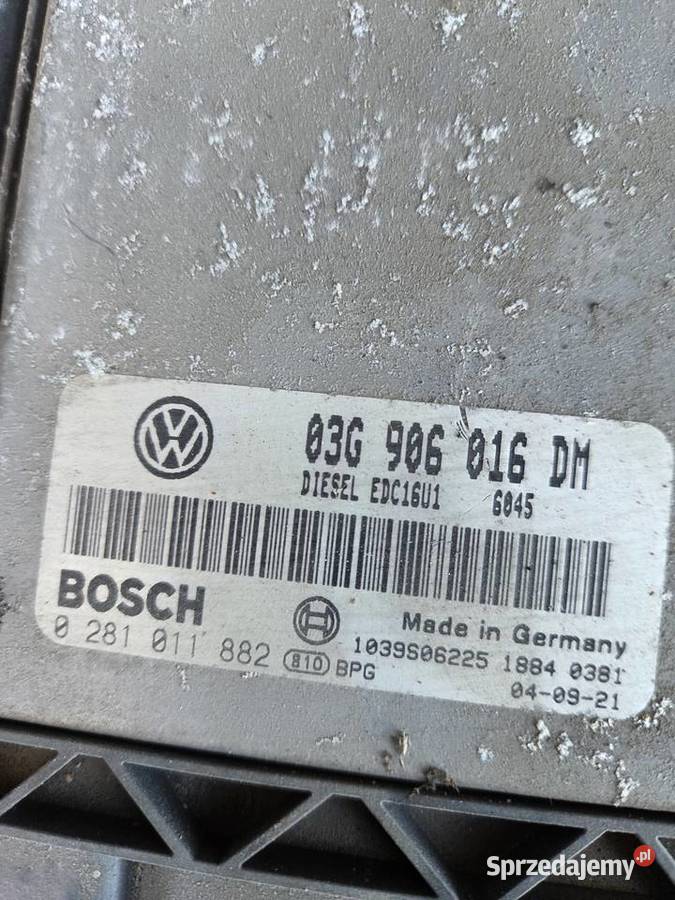 03G 906 016 DM
DIESEL EDC16U1 6045
BOSCH
Made in Germany
0 281 011 882 810 BPG
1039S06225 1884 0381
04-09-21
Sprzedajemy.pl